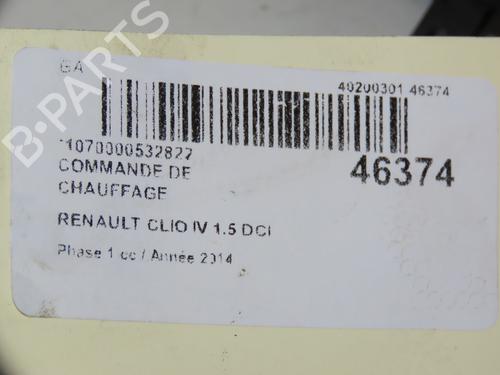 B-PARTS
GA
40200301 46374
*1070000532827
46374
COMMANDE DE
CHAUFFAGE
RENAULT CLIO IV 1.5 DCI
Phase 1 cc / Année 2014